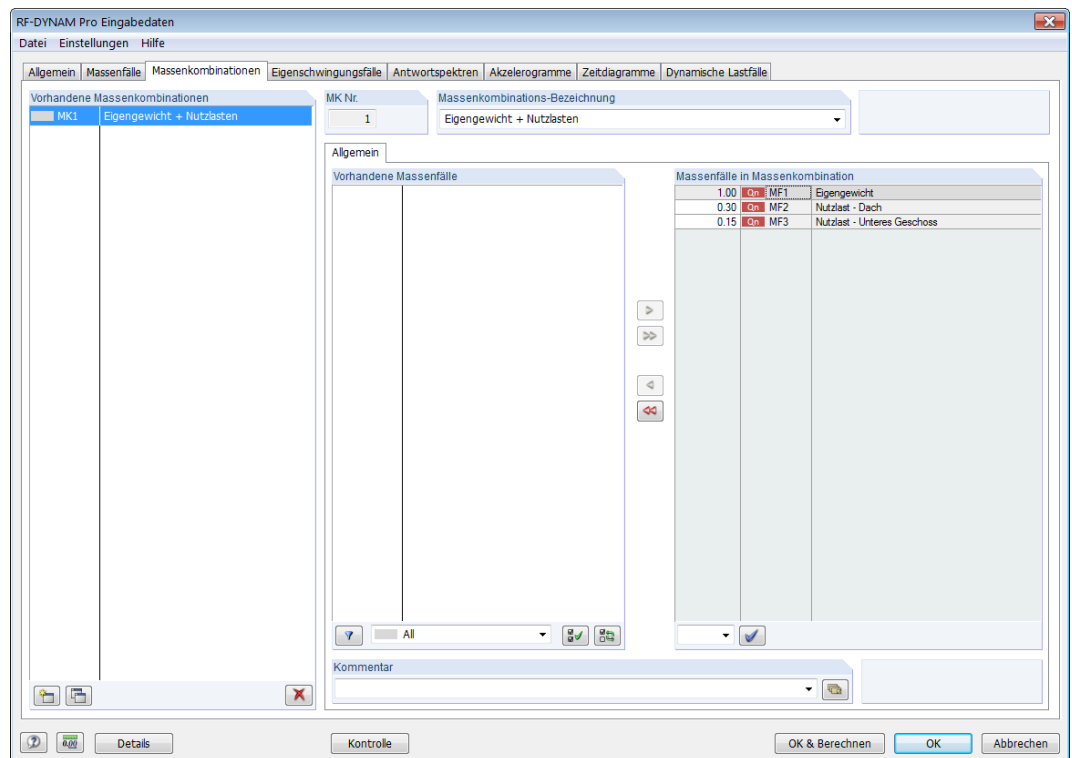 RF-DYNAM Pro Eingabedaten
Datei Einstellungen Hilfe
Allgemein Massenfälle Massenkombinationen Eigenschwingungsfälle Antwortspektren Akzelerogramme Zeitdiagramme Dynamische Lastfälle
Vorhandene Massenkombinationen
MK1 Eigengewicht + Nutzlasten
MK Nr.
1
Massenkombinations-Bezeichnung
Eigengewicht + Nutzlasten
Allgemein
Vorhandene Massenfälle
All
Massenfälle in Massenkombination
1.00 Qn MF1 Eigengewicht
0.30 Qn MF2 Nutzlast - Dach
0.15 Qn MF3 Nutzlast - Unteres Geschoss
Kommentar
0,00 Details Kontrolle OK & Berechnen OK Abbrechen